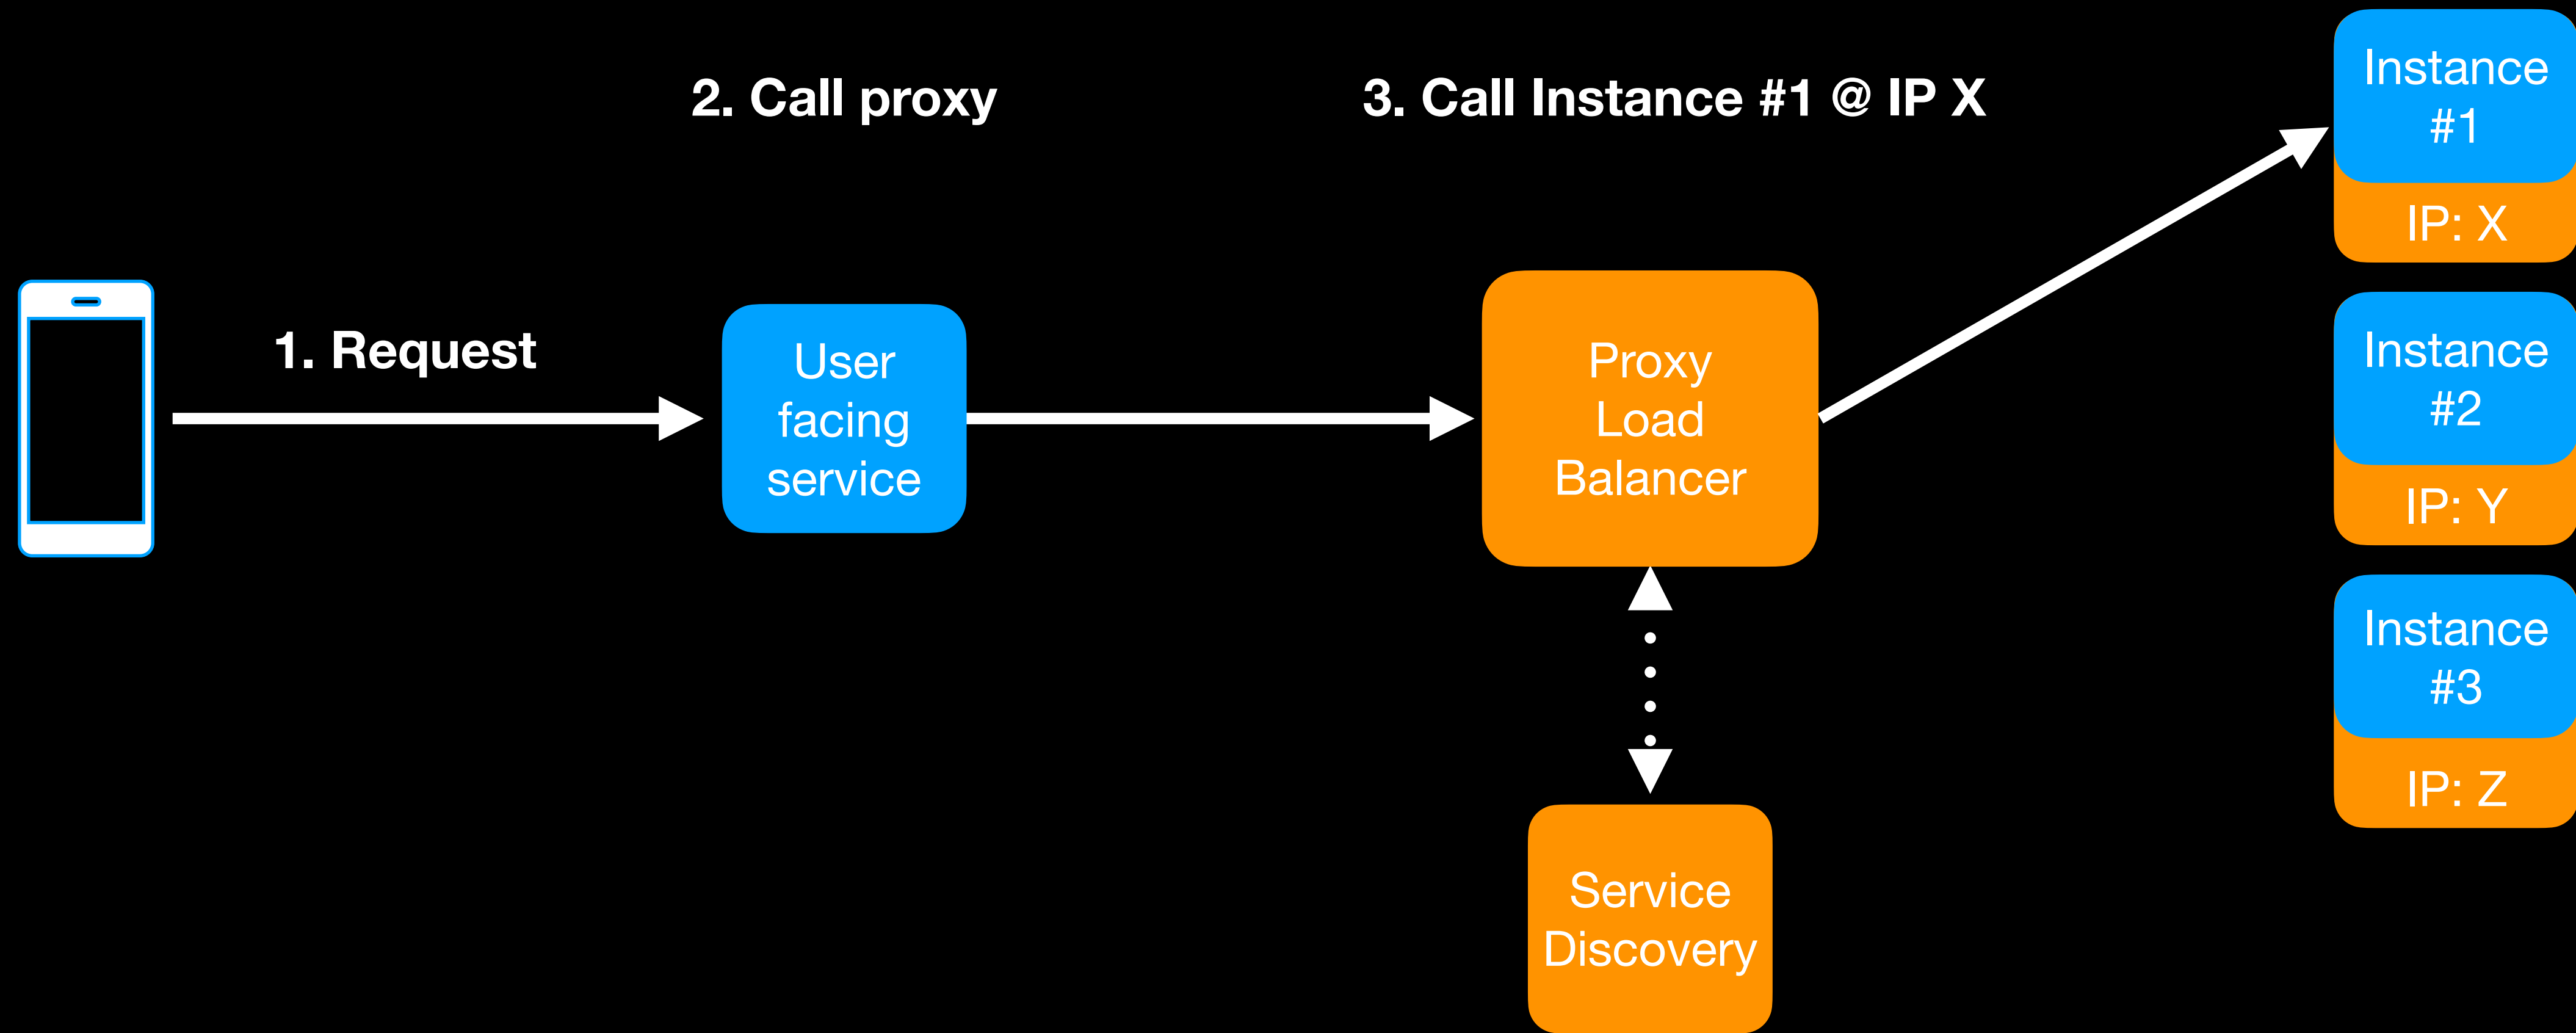 2. Call proxy
3. Call Instance #1 @ IP X
1. Request
User
facing
service
Proxy
Load
Balancer
Service
Discovery
Instance
#1
IP: X
Instance
#2
IP: Y
Instance
#3
IP: Z